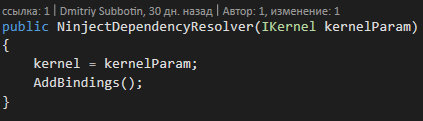 ссылка: 1 | Dmitriy Subbotin, 30 дн. назад | Автор: 1, изменение: 1
public NinjectDependencyResolver(IKernel kernelParam)
{
    kernel = kernelParam;
    AddBindings();
}